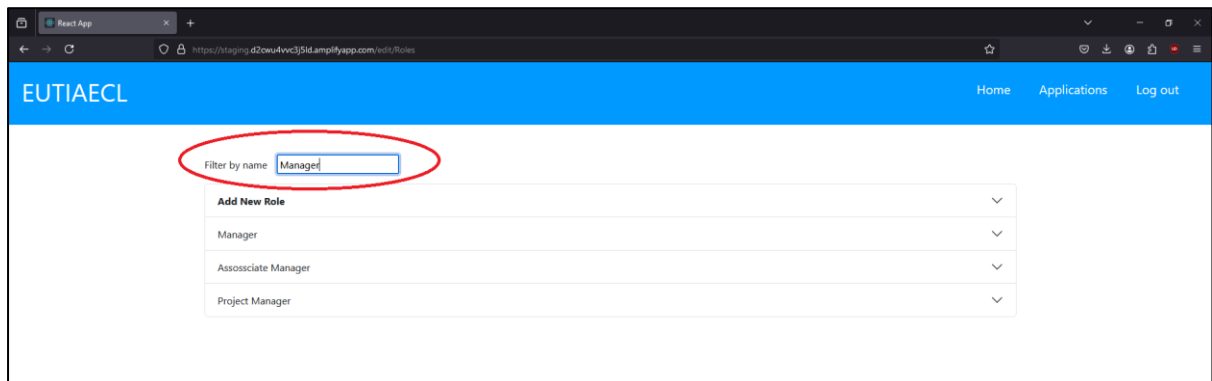 React App
https://staging.d2cwu4vvc3j5ld.amplifyapp.com/edit/Roles
EUTIAECL
Home Applications Log out
Filter by name Manager
Add New Role
Manager
Assossciate Manager
Project Manager